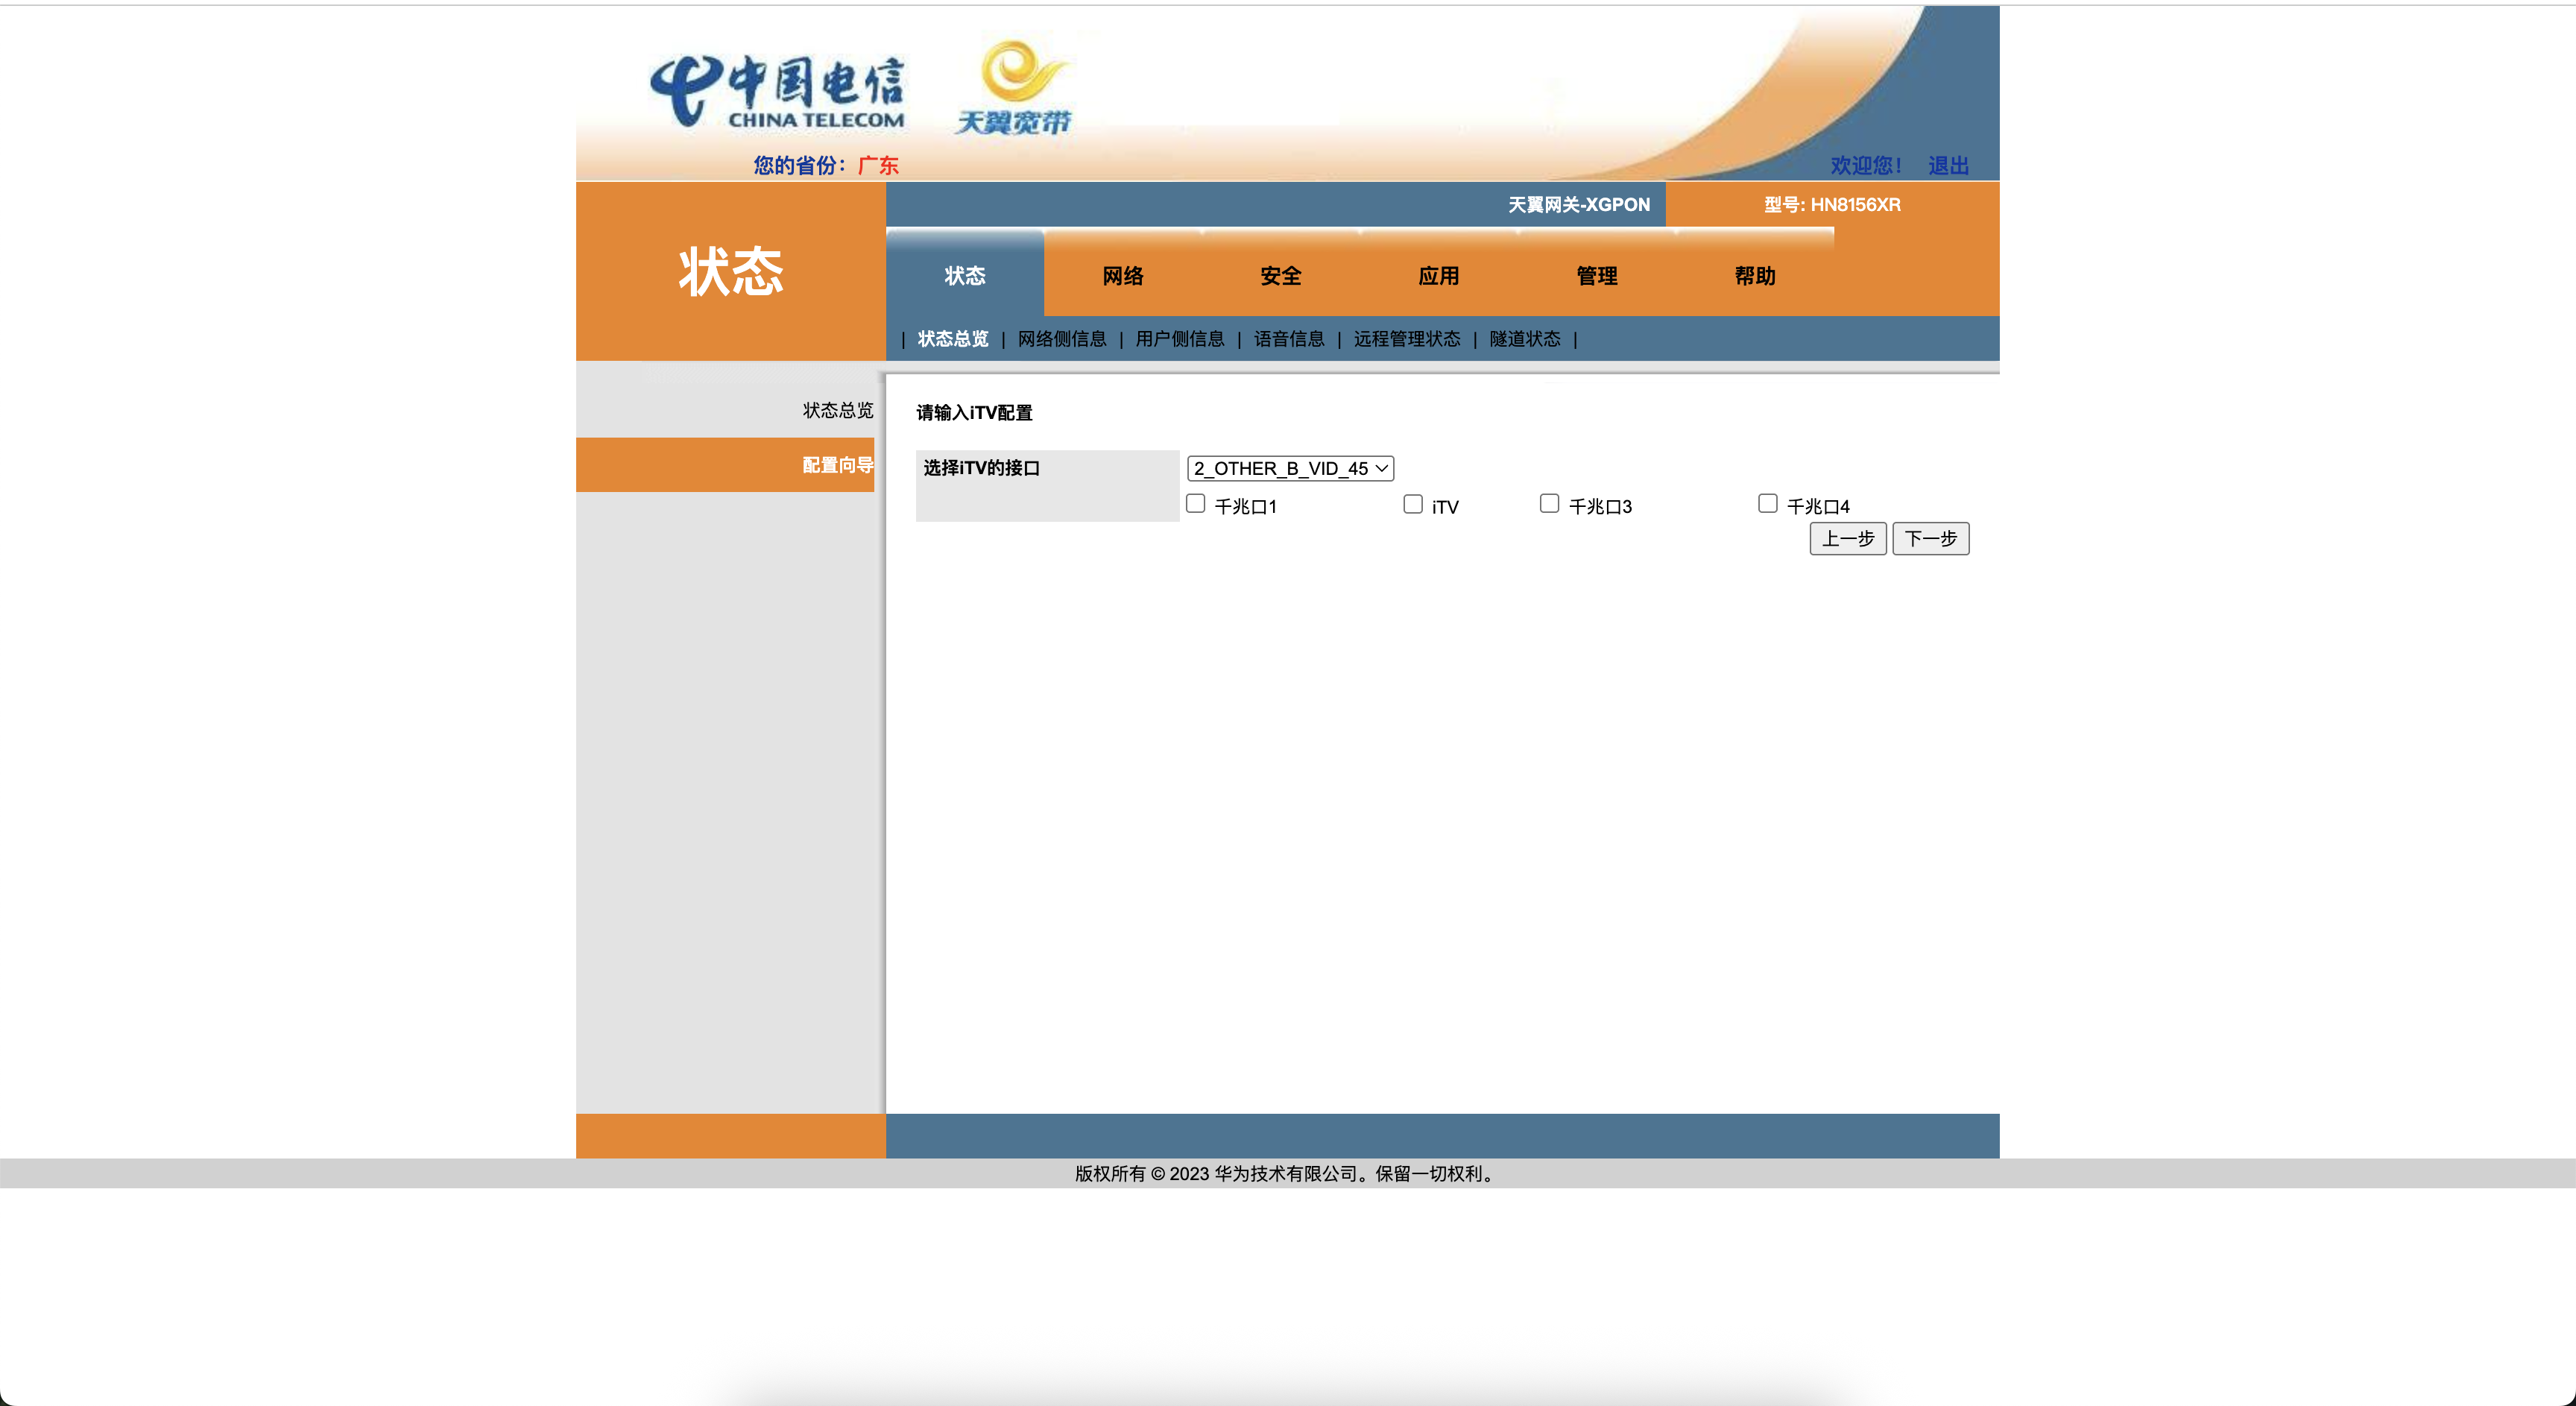 中国电信
CHINA TELECOM
天翼宽带
您的省份：广东
欢迎您！ 退出
天翼网关-XGPON 型号: HN8156XR
状态
状态 网络 安全 应用 管理 帮助
| 状态总览 | 网络侧信息 | 用户侧信息 | 语音信息 | 远程管理状态 | 隧道状态 |
状态总览
配置向导
请输入iTV配置
选择iTV的接口 2_OTHER_B_VID_45
千兆口1 iTV 千兆口3 千兆口4
上一步 下一步
版权所有 © 2023 华为技术有限公司。保留一切权利。